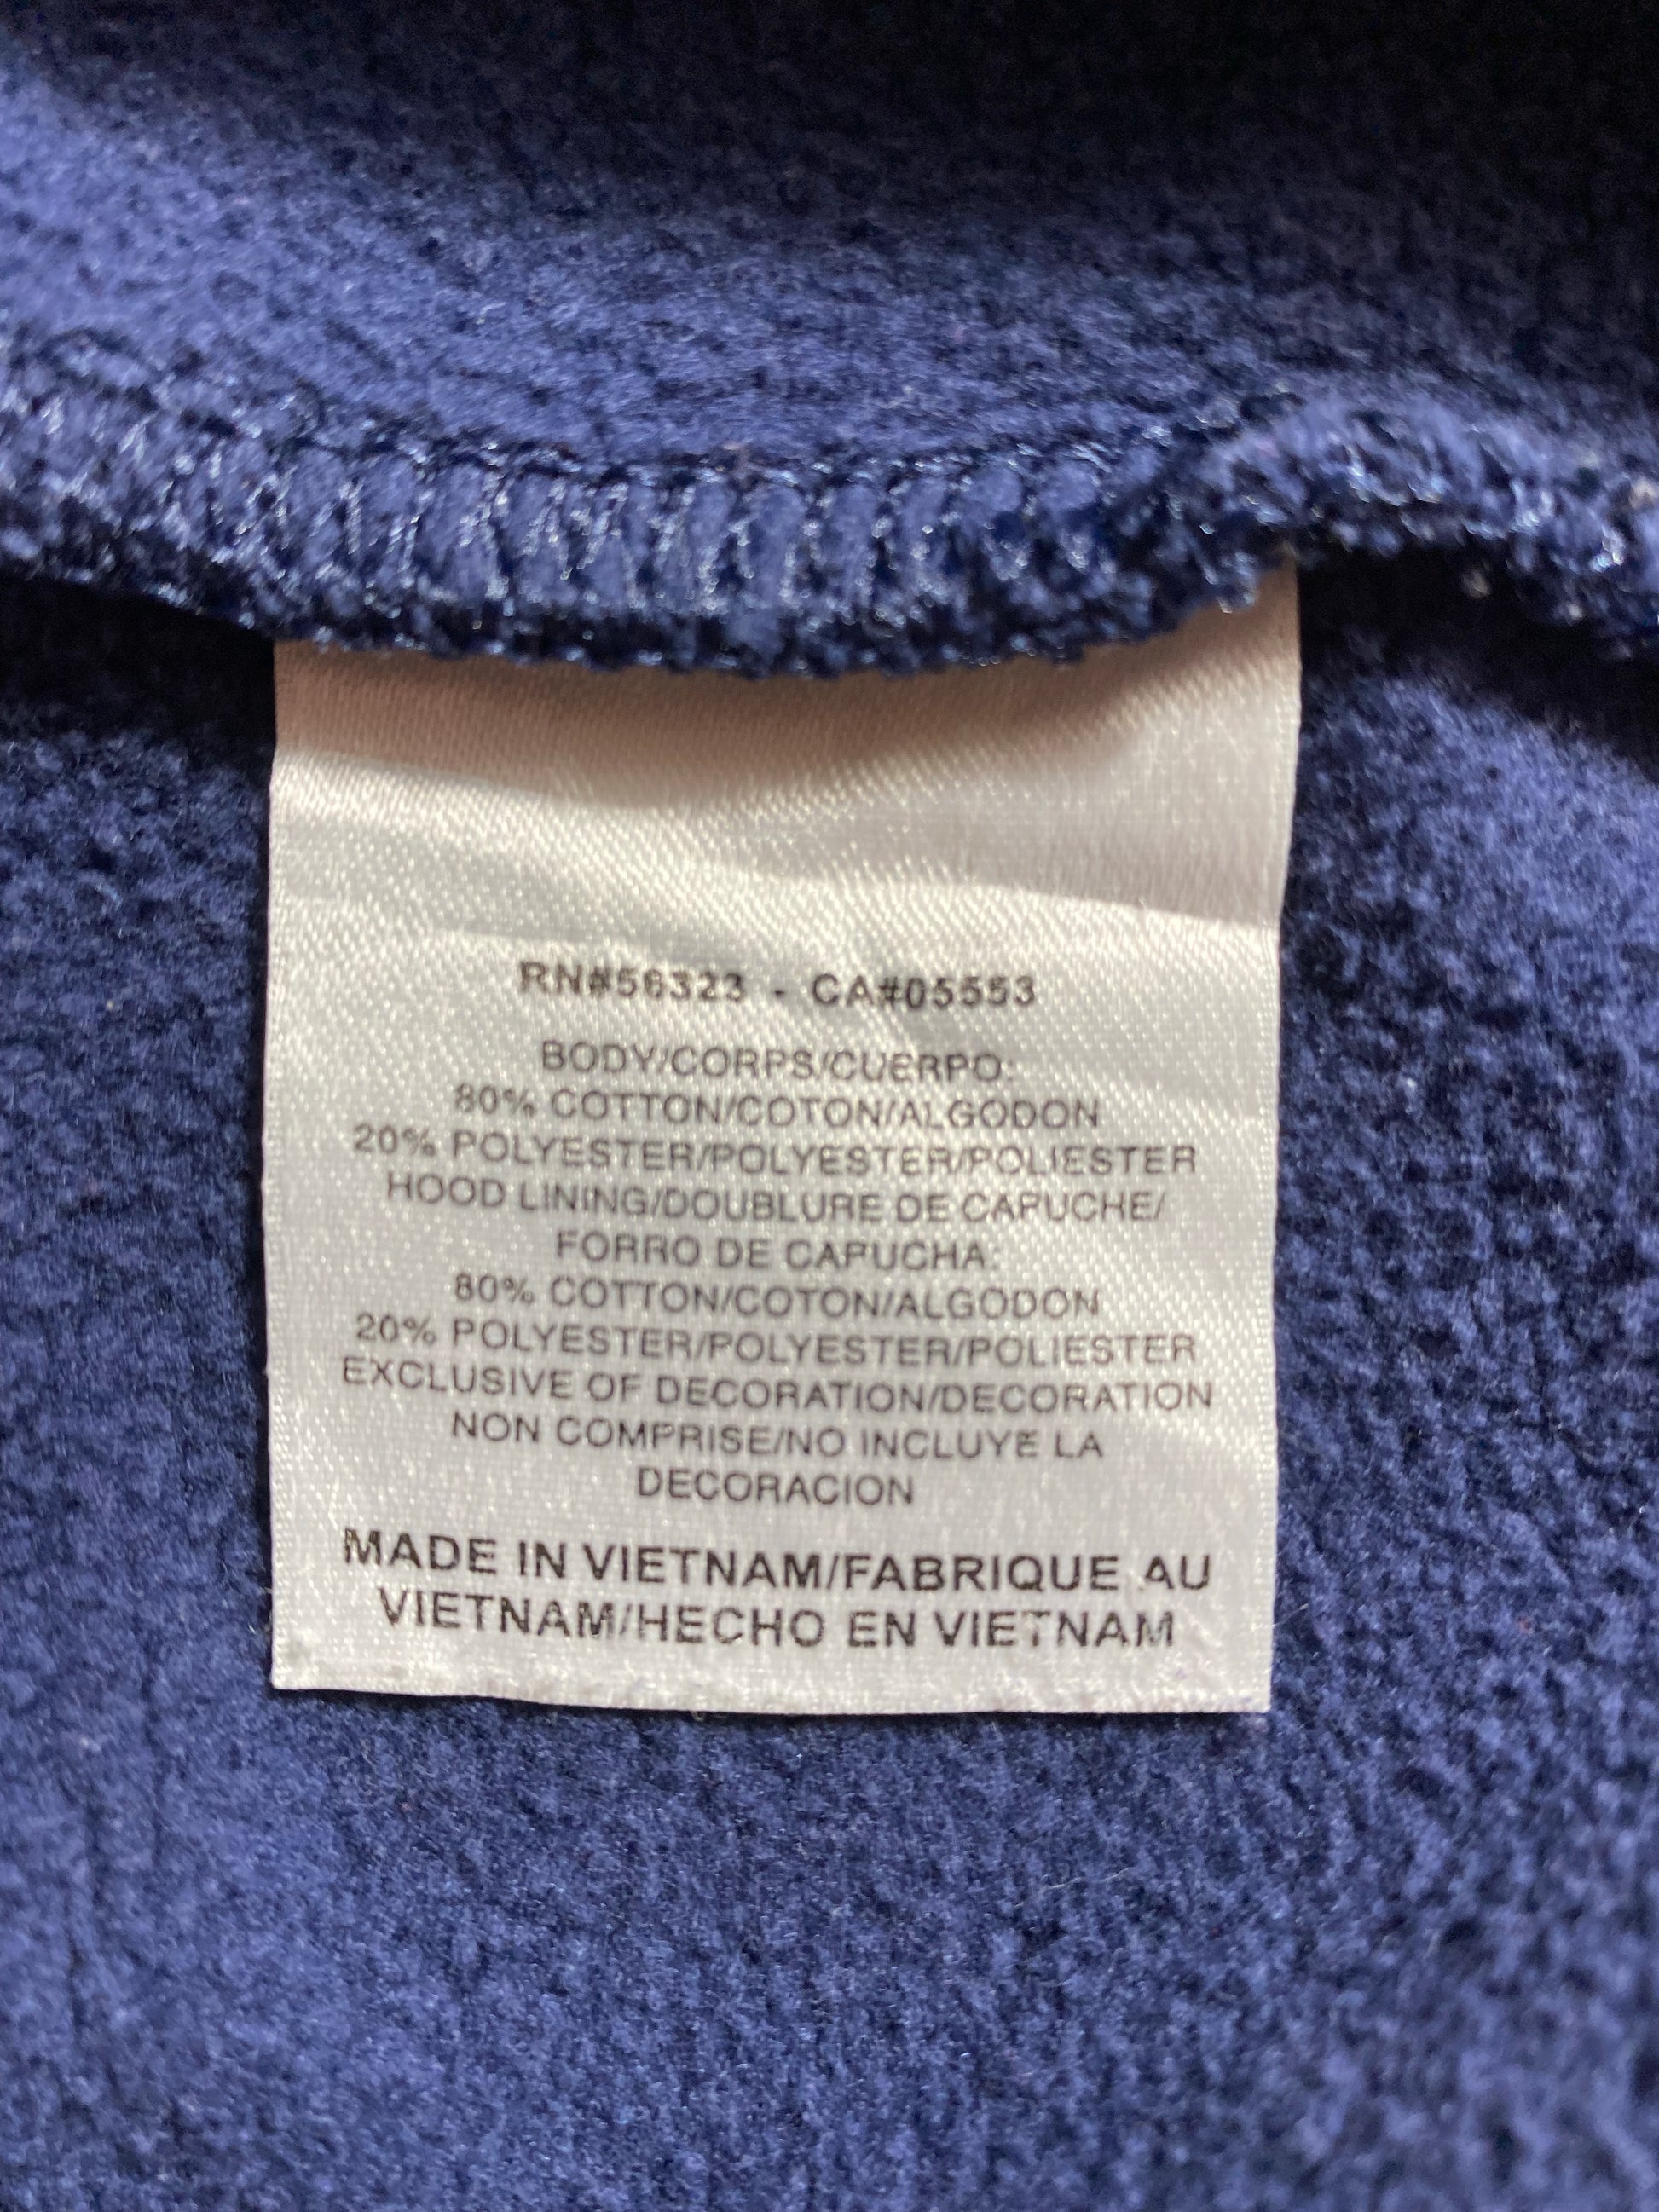 RN#56323 - CA#05553
BODY/CORPS/CUERPO:
80% COTTON/COTON/ALGODON
20% POLYESTER/POLYESTER/POLIESTER
HOOD LINING/DOUBLURE DE CAPUCHE/
FORRO DE CAPUCHA:
80% COTTON/COTON/ALGODON
20% POLYESTER/POLYESTER/POLIESTER
EXCLUSIVE OF DECORATION/DECORATION
NON COMPRISE/NO INCLUYE LA
DECORACION
MADE IN VIETNAM/FABRIQUE AU
VIETNAM/HECHO EN VIETNAM